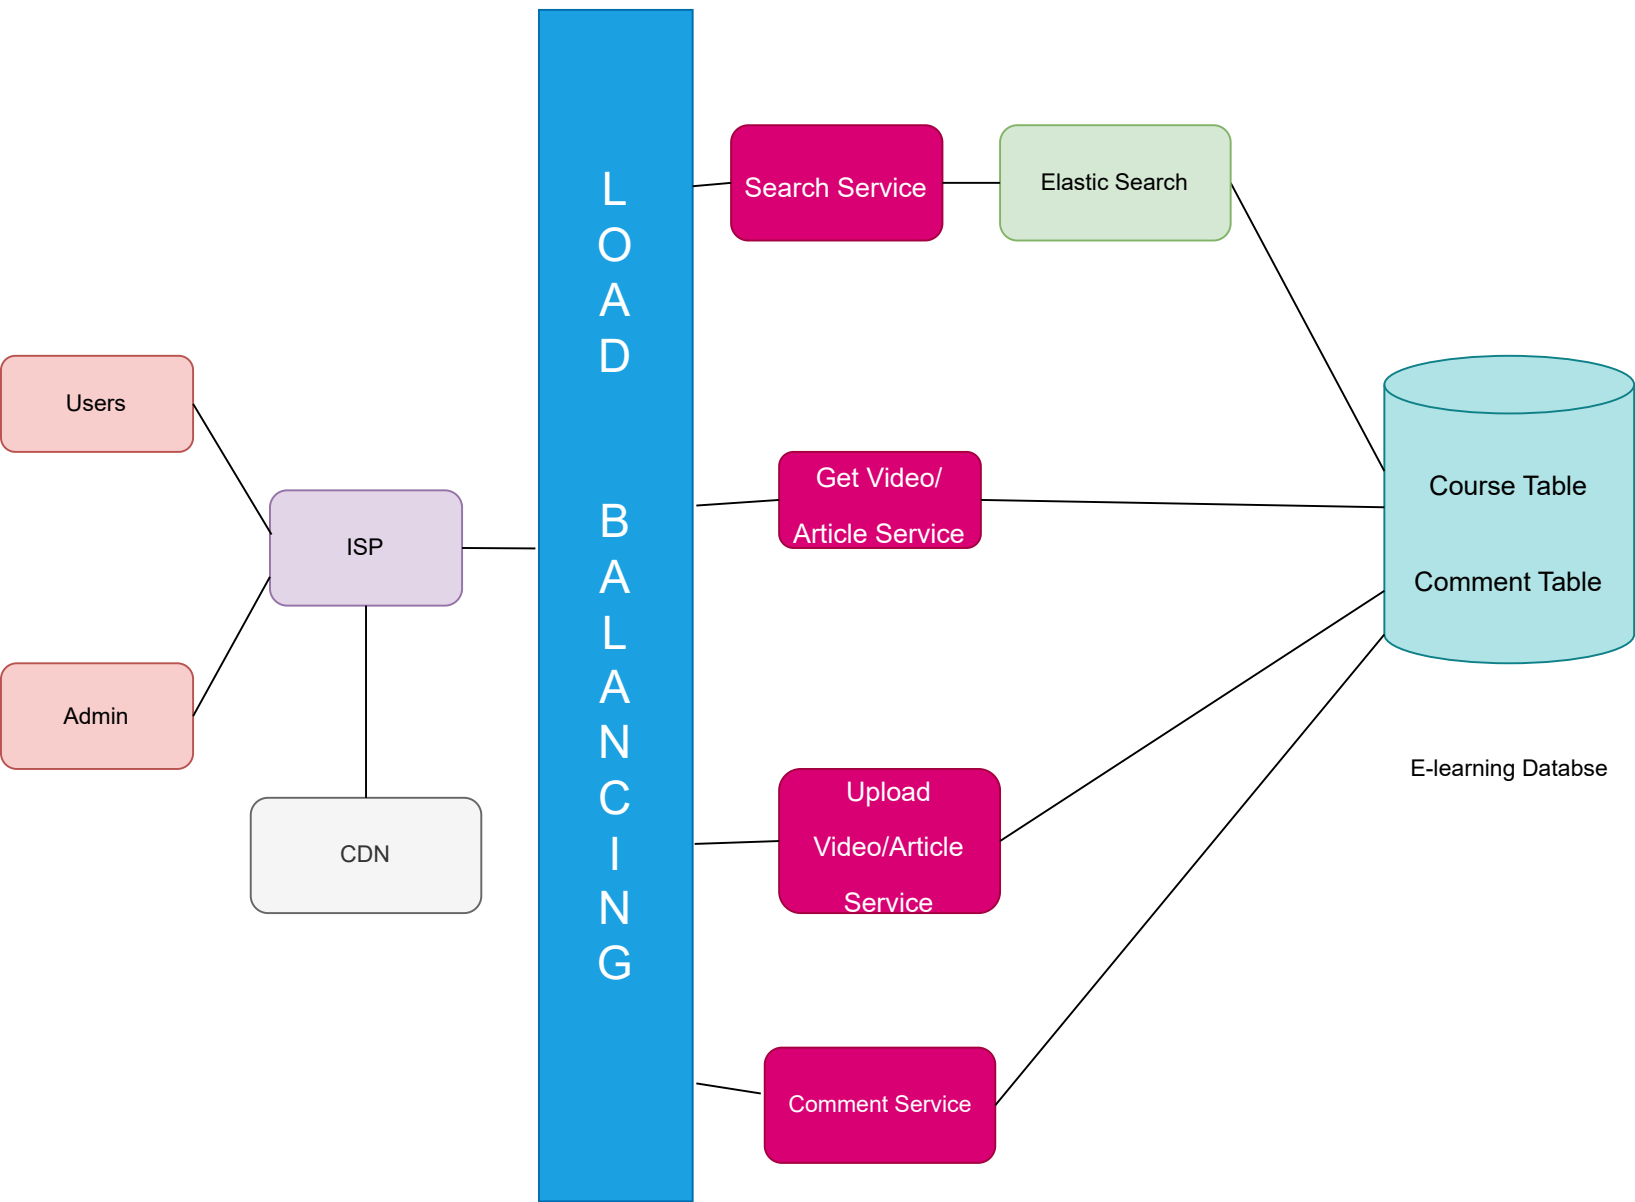 L
O
A
D
B
A
L
A
N
C
I
N
G
Search Service
Elastic Search
Users
ISP
Admin
CDN
Get Video/
Article Service
Course Table
Comment Table
E-learning Databse
Upload
Video/Article
Service
Comment Service